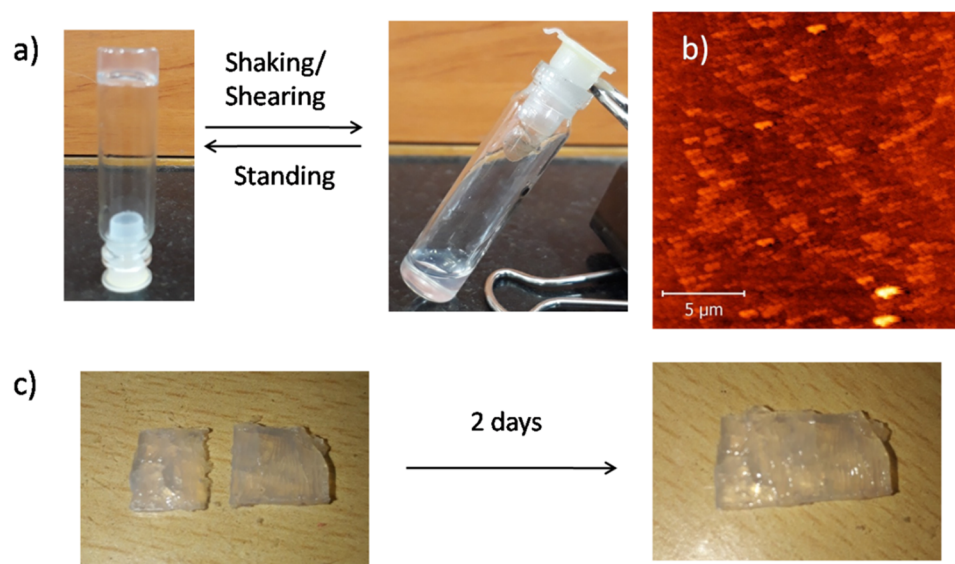 a)
Shaking/
Shearing
Standing
b)
5 μm
c)
2 days